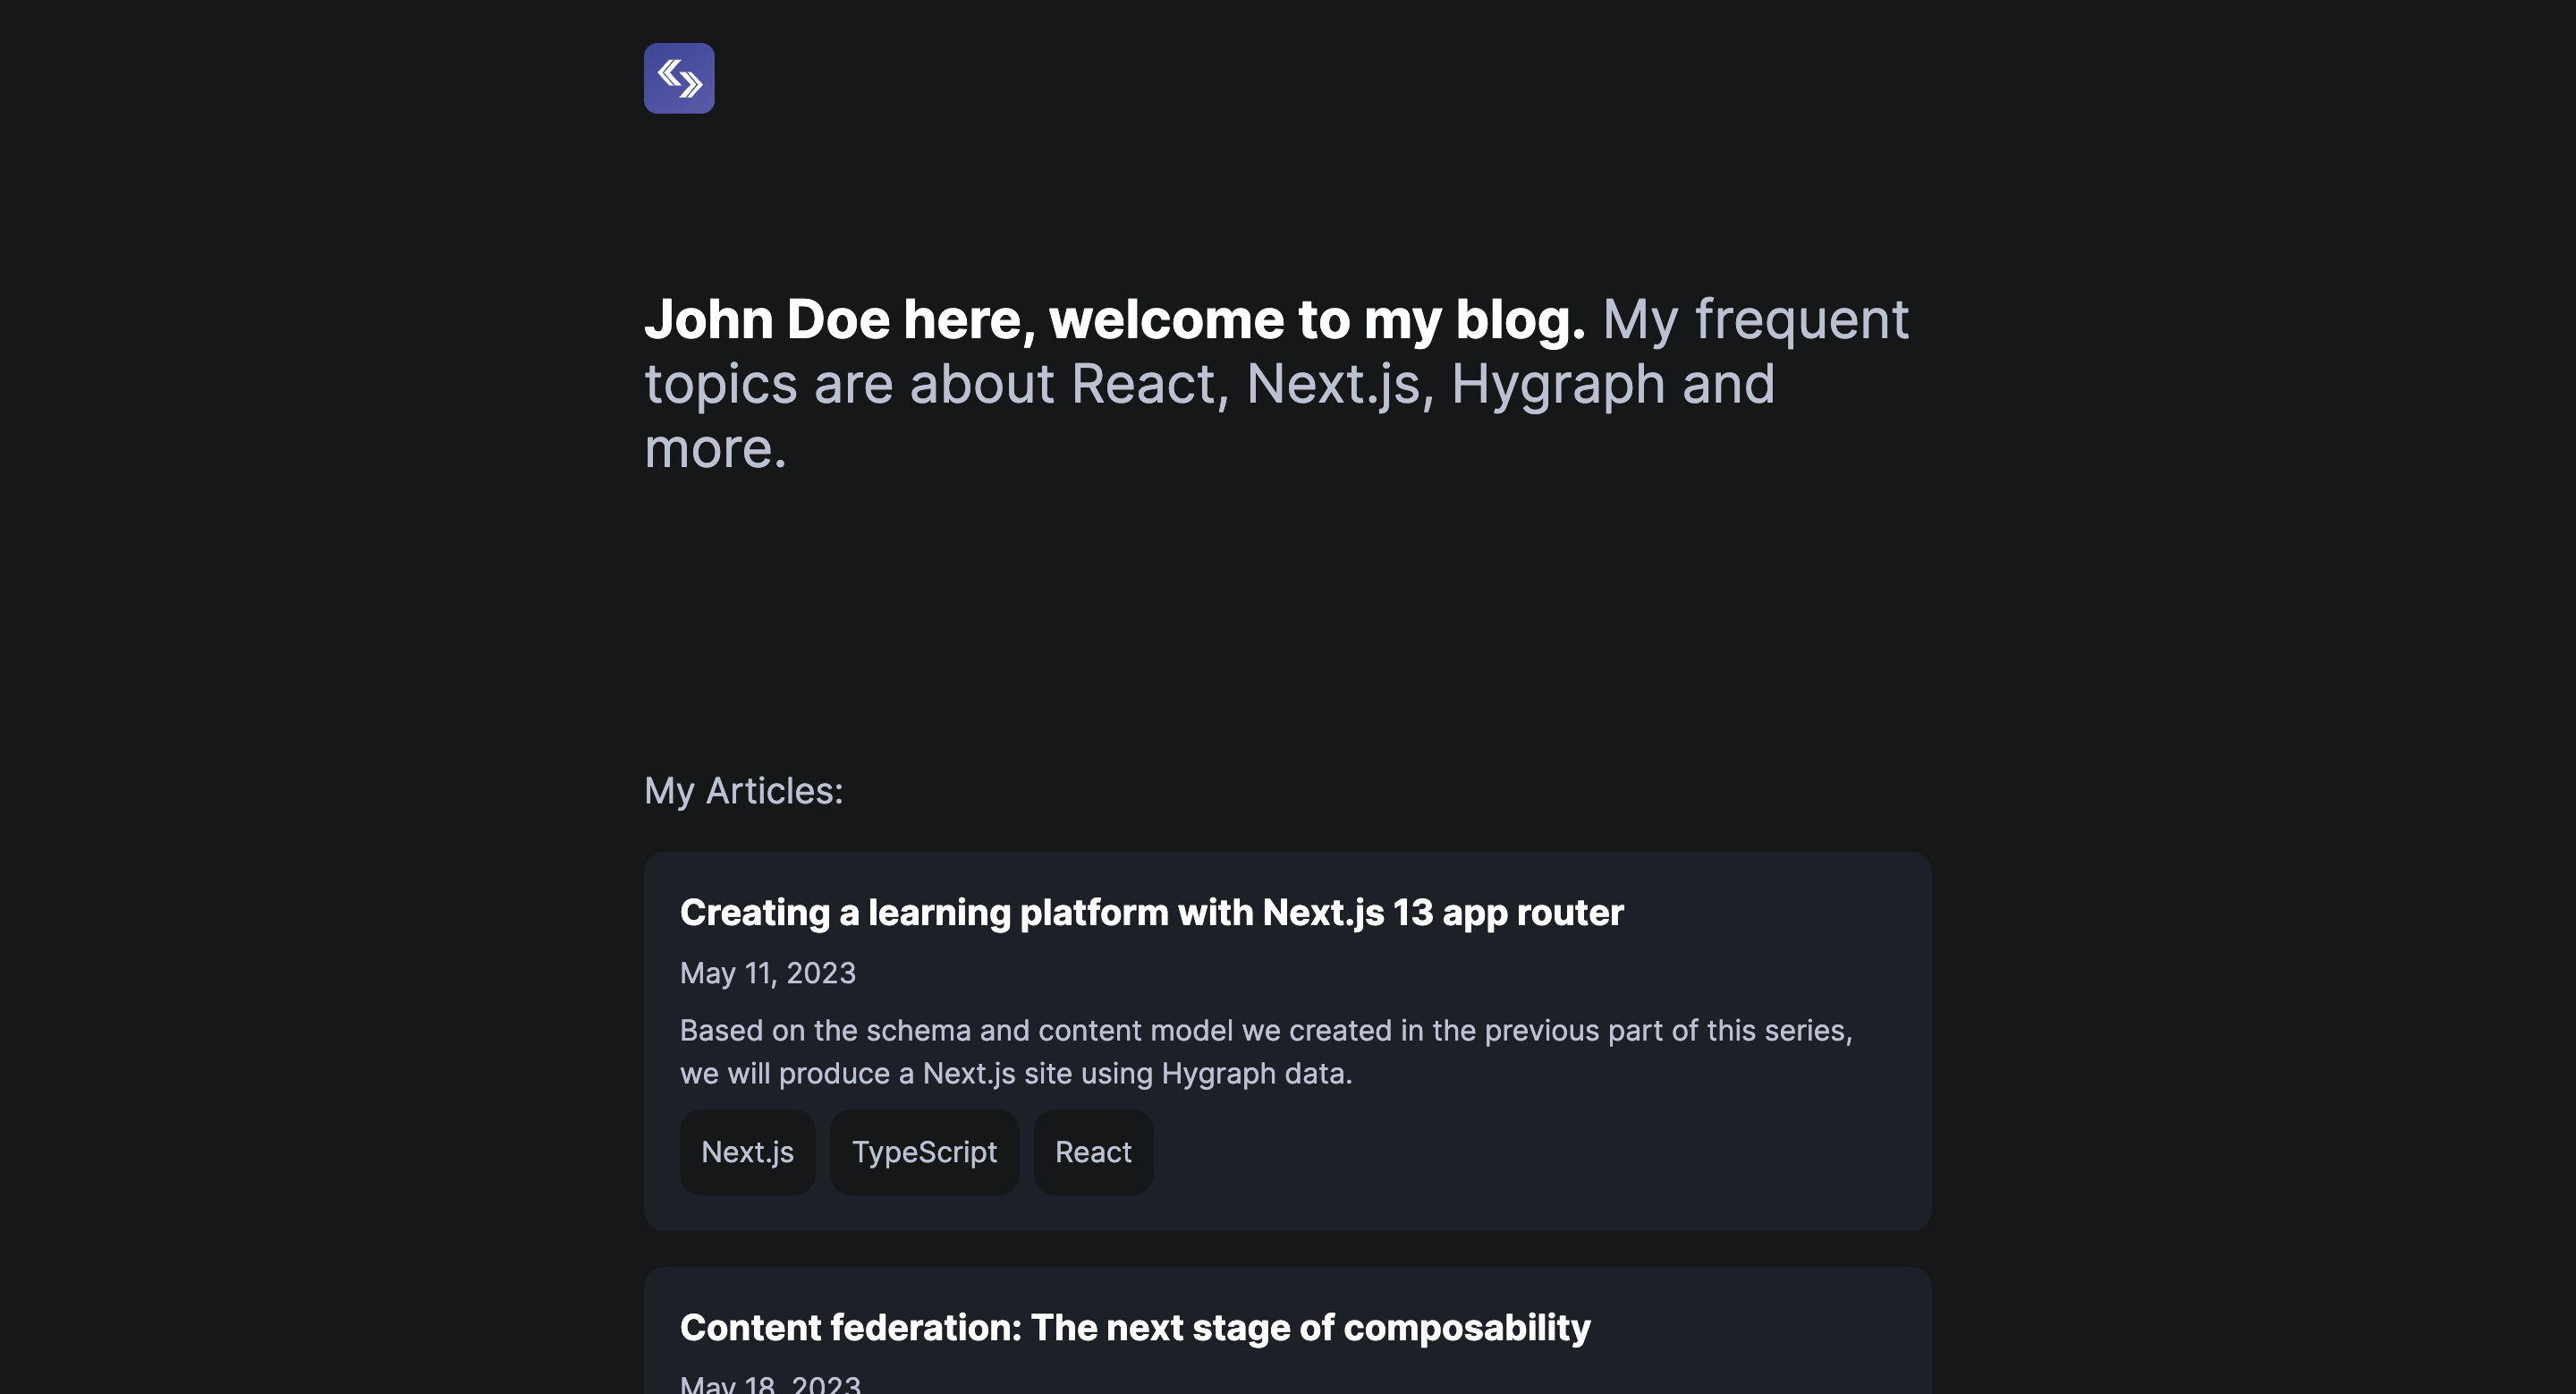 John Doe here, welcome to my blog. My frequent
topics are about React, Next.js, Hygraph and
more.
My Articles:
Creating a learning platform with Next.js 13 app router
May 11, 2023
Based on the schema and content model we created in the previous part of this series,
we will produce a Next.js site using Hygraph data.
Next.js TypeScript React
Content federation: The next stage of composability
May 18, 2023